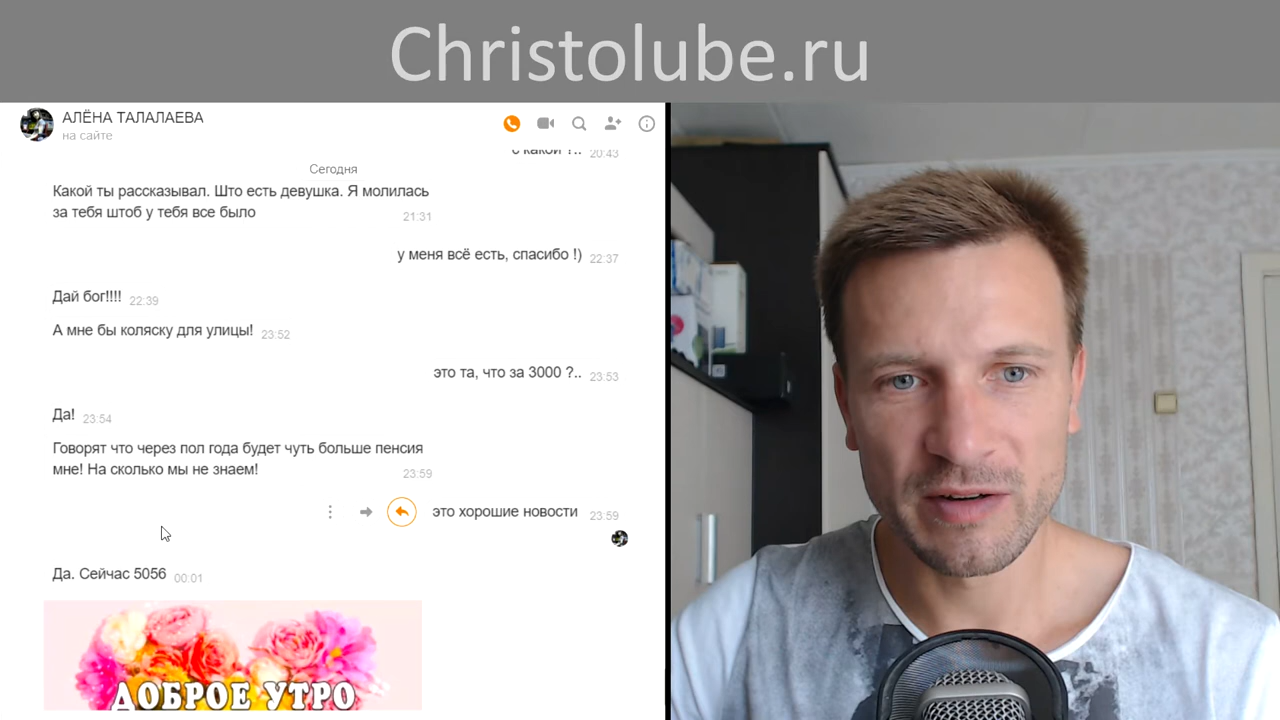 Christolube.ru
АЛЁНА ТАЛАЛАЕВА
на сайте
с какой ?.. 20:43
Сегодня
Какой ты рассказывал. Што есть девушка. Я молилась
за тебя штоб у тебя все было 21:31
у меня всё есть, спасибо !) 22:37
Дай бог!!!! 22:39
А мне бы коляску для улицы! 23:52
это та, что за 3000 ?.. 23:53
Да! 23:54
Говорят что через пол года будет чуть больше пенсия
мне! На сколько мы не знаем! 23:59
это хорошие новости 23:59
Да. Сейчас 5056 00:01
ДОБРОЕ УТРО